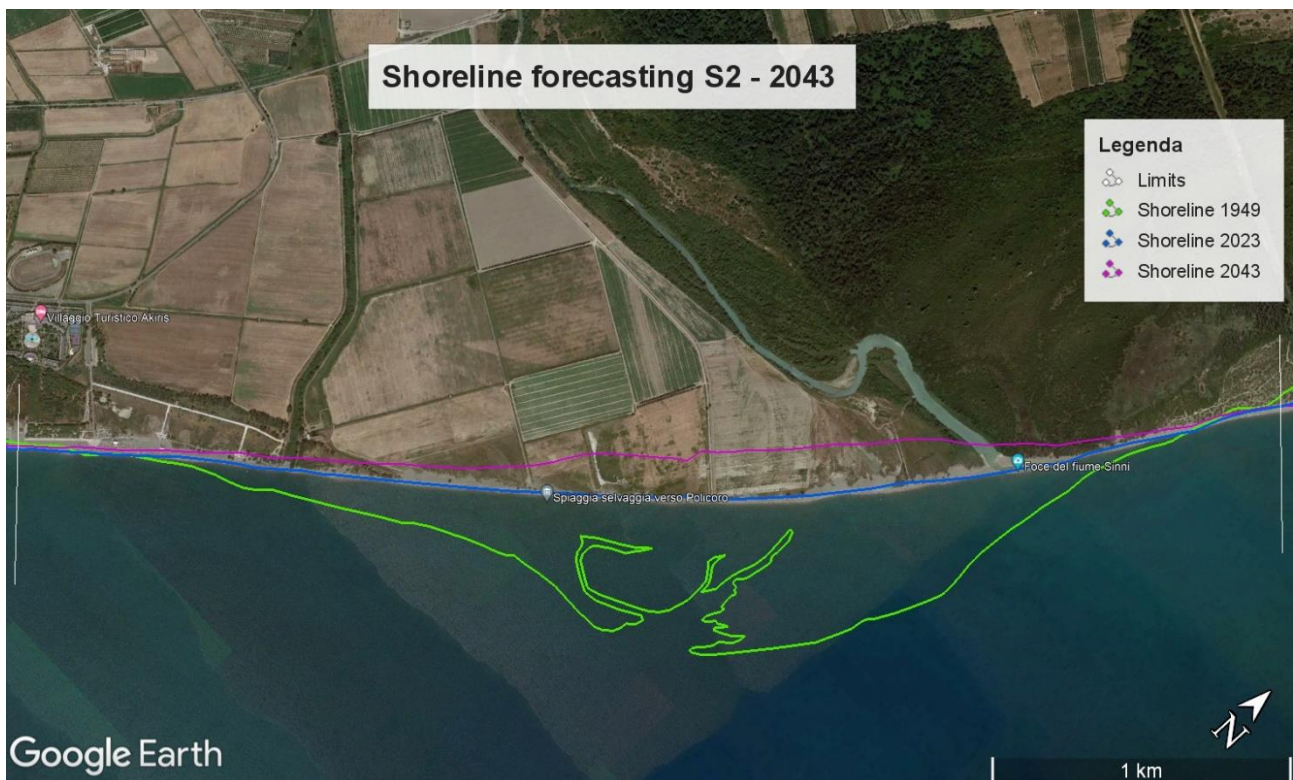 Shoreline forecasting S2 - 2043
Legenda
Limits
Shoreline 1949
Shoreline 2023
Shoreline 2043
Villaggio Turistico Akiris
Foce del fiume Sinni
Spiaggia selvaggia verso Policoro
N
Google Earth
1 km